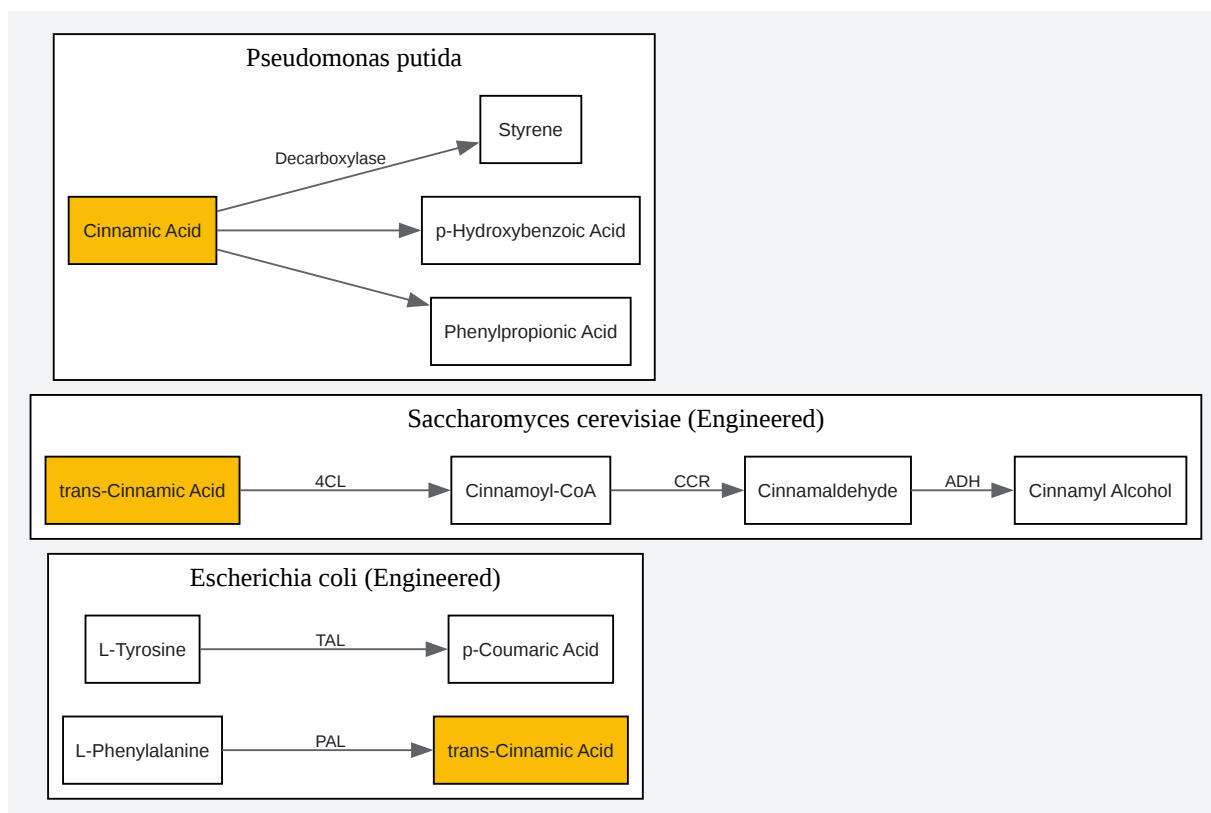 Pseudomonas putida
Styrene
Decarboxylase
Cinnamic Acid
p-Hydroxybenzoic Acid
Phenylpropionic Acid
Saccharomyces cerevisiae (Engineered)
trans-Cinnamic Acid
4CL
Cinnamoyl-CoA
CCR
Cinnamaldehyde
ADH
Cinnamyl Alcohol
Escherichia coli (Engineered)
L-Tyrosine
TAL
p-Coumaric Acid
L-Phenylalanine
PAL
trans-Cinnamic Acid